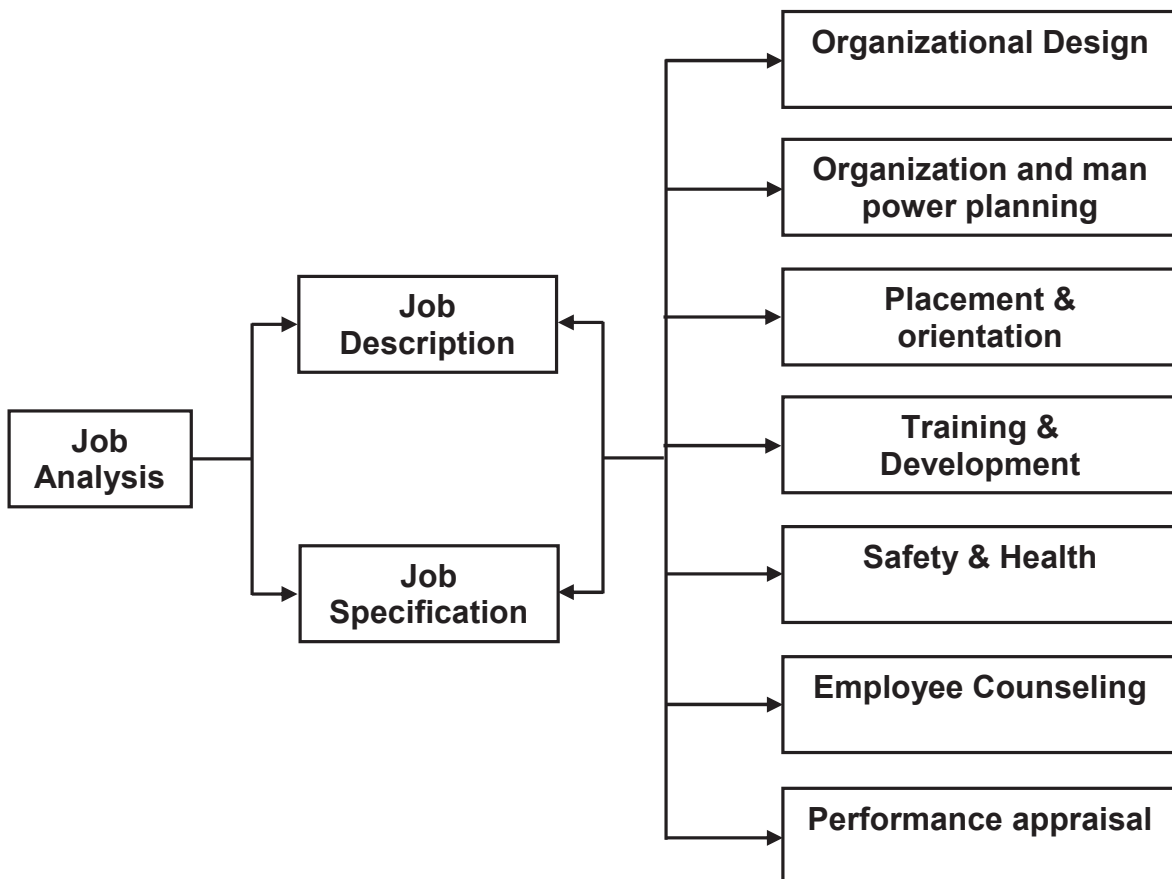 Organizational Design
Organization and man
power planning
Job
Description
Placement &
orientation
Job
Analysis
Training &
Development
Job
Specification
Safety & Health
Employee Counseling
Performance appraisal